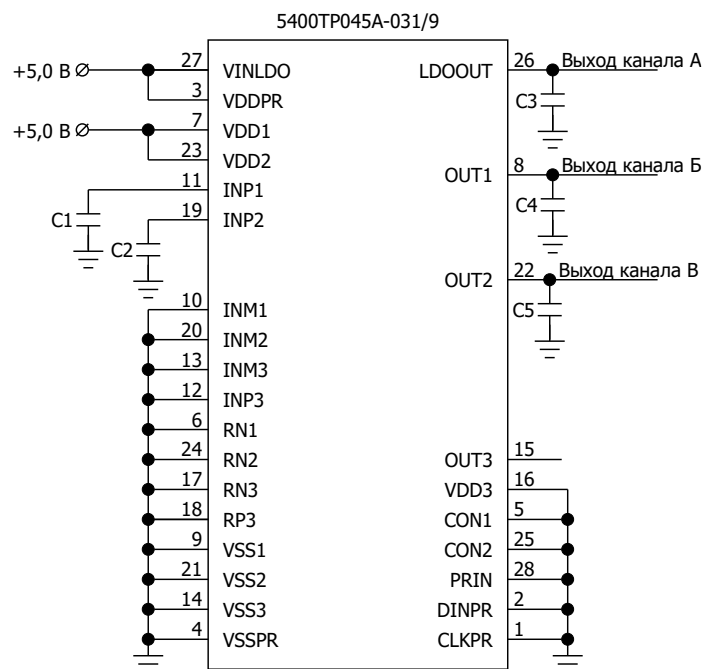 5400ТР045А-031/9
+5,0 В 27 VINLDO LDOOUT 26 Выход канала А
3 VDDPR
C3
+5,0 В 7 VDD1
23 VDD2
11 INP1 OUT1 8 Выход канала Б
C1
19 INP2
C4
C2
OUT2 22 Выход канала В
C5
10 INM1
20 INM2
13 INM3
12 INP3
6 RN1
24 RN2 OUT3 15
17 RN3 VDD3 16
18 RP3 CON1 5
9 VSS1 CON2 25
21 VSS2 PRIN 28
14 VSS3 DINPR 2
4 VSSPR CLKPR 1